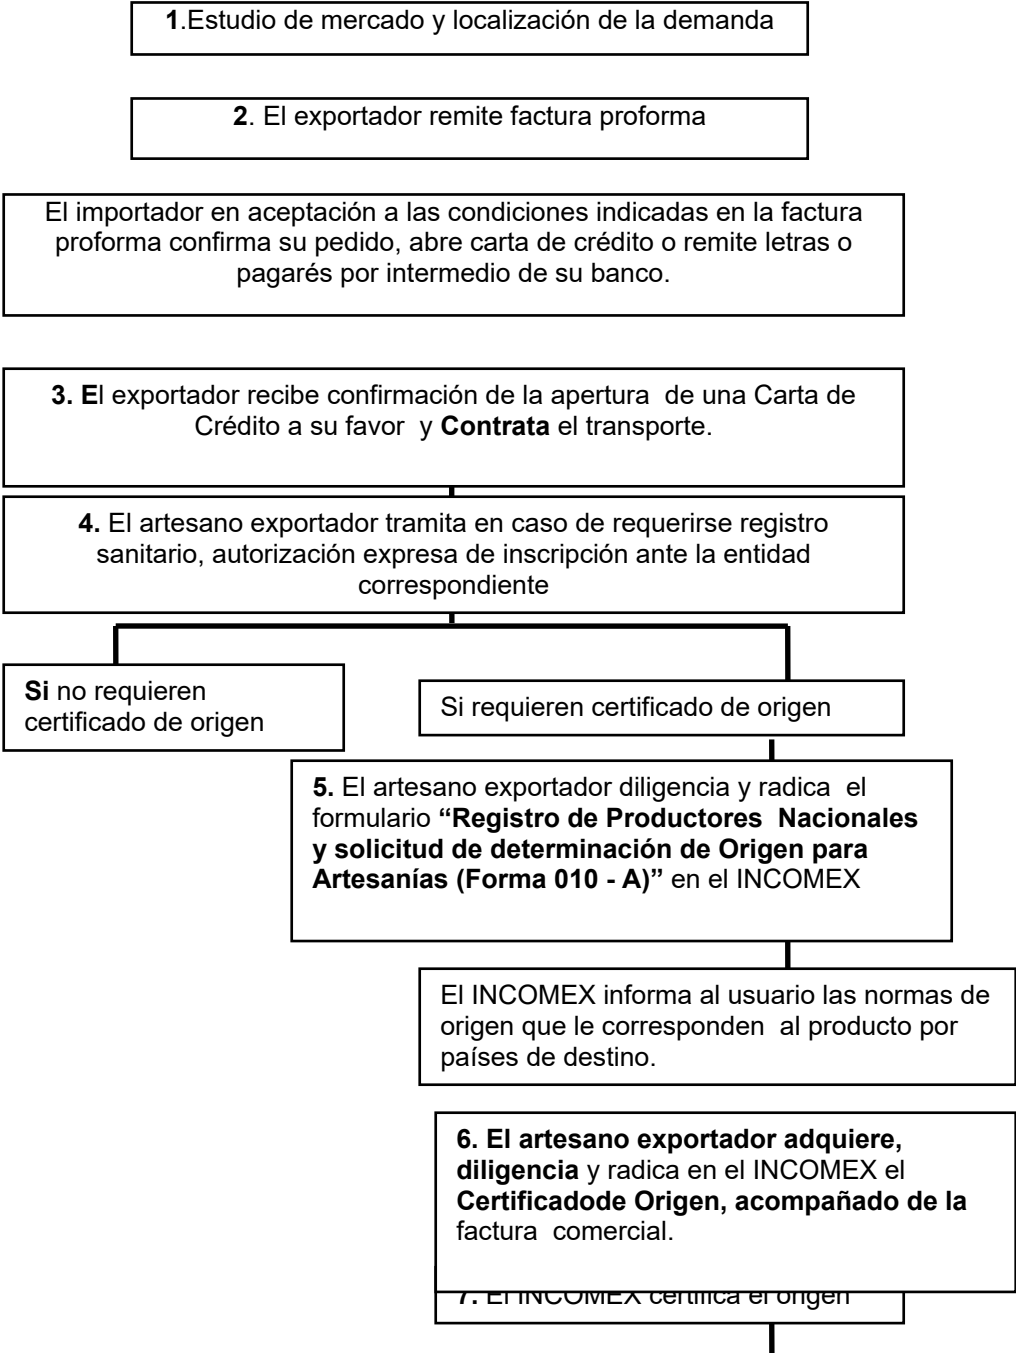 1.Estudio de mercado y localización de la demanda
2. El exportador remite factura proforma
El importador en aceptación a las condiciones indicadas en la factura
proforma confirma su pedido, abre carta de crédito o remite letras o
pagarés por intermedio de su banco.
3. El exportador recibe confirmación de la apertura de una Carta de
Crédito a su favor y Contrata el transporte.
4. El artesano exportador tramita en caso de requerirse registro
sanitario, autorización expresa de inscripción ante la entidad
correspondiente
Si no requieren
certificado de origen
Si requieren certificado de origen
5. El artesano exportador diligencia y radica el
formulario “Registro de Productores Nacionales
y solicitud de determinación de Origen para
Artesanías (Forma 010 - A)” en el INCOMEX
El INCOMEX informa al usuario las normas de
origen que le corresponden al producto por
países de destino.
6. El artesano exportador adquiere,
diligencia y radica en el INCOMEX el
Certificadode Origen, acompañado de la
factura comercial.
7. El INCOMEX certifica el origen